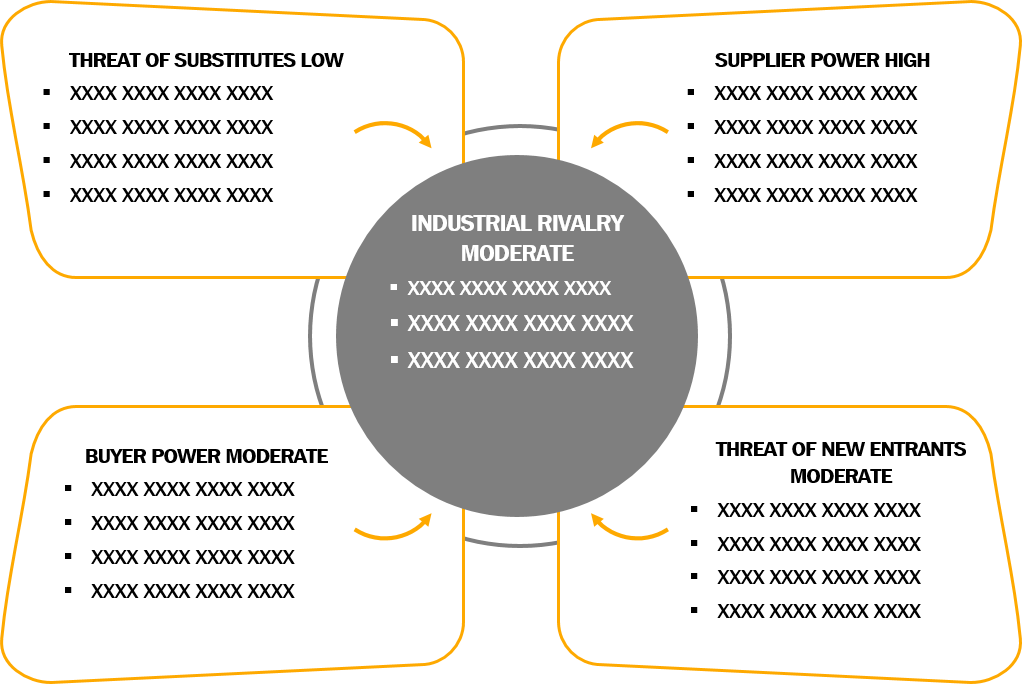 THREAT OF SUBSTITUTES LOW
▪ XXXX XXXX XXXX XXXX
▪ XXXX XXXX XXXX XXXX
▪ XXXX XXXX XXXX XXXX
▪ XXXX XXXX XXXX XXXX
SUPPLIER POWER HIGH
▪ XXXX XXXX XXXX XXXX
▪ XXXX XXXX XXXX XXXX
▪ XXXX XXXX XXXX XXXX
▪ XXXX XXXX XXXX XXXX
INDUSTRIAL RIVALRY
MODERATE
▪ XXXX XXXX XXXX XXXX
▪ XXXX XXXX XXXX XXXX
▪ XXXX XXXX XXXX XXXX
BUYER POWER MODERATE
▪ XXXX XXXX XXXX XXXX
▪ XXXX XXXX XXXX XXXX
▪ XXXX XXXX XXXX XXXX
▪ XXXX XXXX XXXX XXXX
THREAT OF NEW ENTRANTS
MODERATE
▪ XXXX XXXX XXXX XXXX
▪ XXXX XXXX XXXX XXXX
▪ XXXX XXXX XXXX XXXX
▪ XXXX XXXX XXXX XXXX